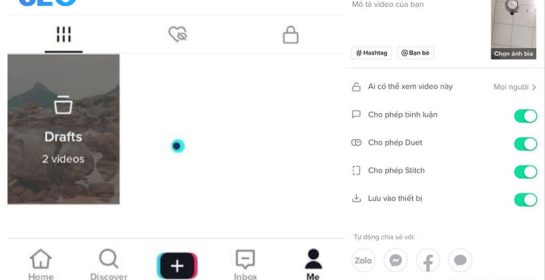 SEO
Drafts
2 videos
Home
Discover
Inbox
Me
Mô tả video của bạn
# Hashtag
@ Bạn bè
Chọn ảnh bìa
Ai có thể xem video này
Mọi người
Cho phép bình luận
Cho phép Duet
Cho phép Stitch
Lưu vào thiết bị
Tự động chia sẻ với:
Zalo